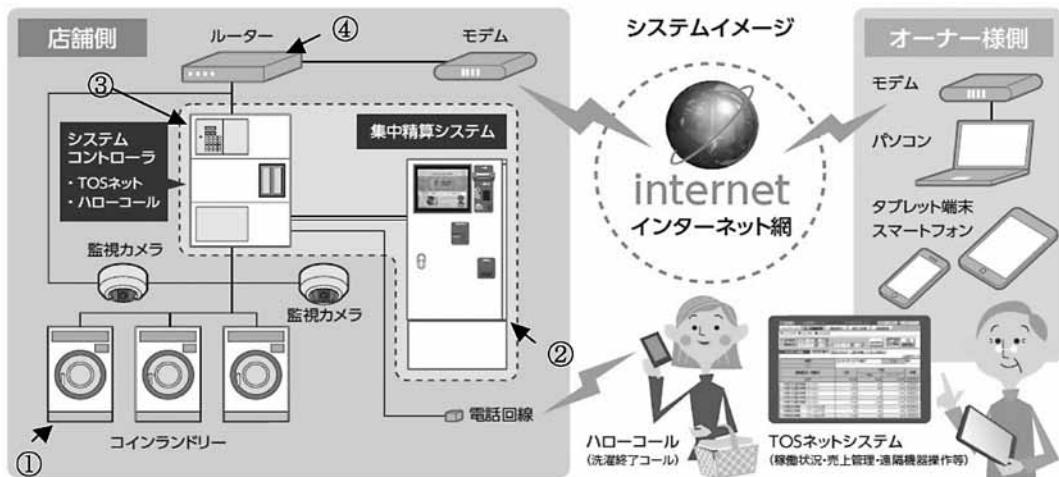 店舗側
ルーター
④
モデム
③
システム
コントローラ
・TOSネット
・ハローコール
集中精算システム
監視カメラ
監視カメラ
②
コインランドリー
①
電話回線
システムイメージ
internet
インターネット網
オーナー様側
モデム
パソコン
タブレット端末
スマートフォン
ハローコール
(洗濯終了コール)
TOSネットシステム
(稼働状況・売上管理・遠隔機器操作等)